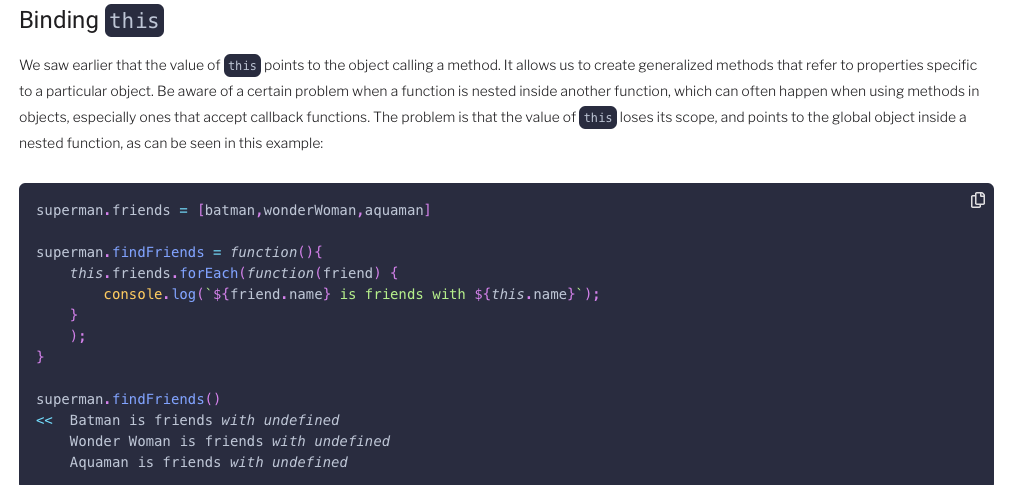 Binding this
We saw earlier that the value of this points to the object calling a method. It allows us to create generalized methods that refer to properties specific
to a particular object. Be aware of a certain problem when a function is nested inside another function, which can often happen when using methods in
objects, especially ones that accept callback functions. The problem is that the value of this loses its scope, and points to the global object inside a
nested function, as can be seen in this example:
superman.friends = [batman,wonderWoman,aquaman]
superman.findFriends = function(){
    this.friends.forEach(function(friend) {
        console.log(`${friend.name} is friends with ${this.name}`);
    }
    );
}
superman.findFriends()
<<  Batman is friends with undefined
    Wonder Woman is friends with undefined
    Aquaman is friends with undefined